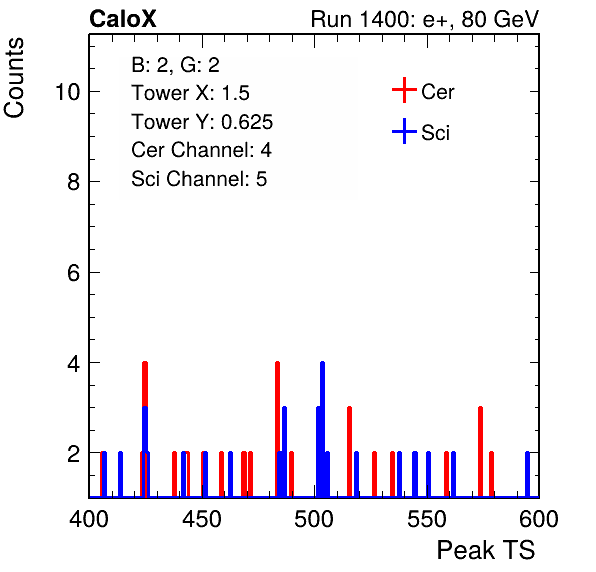 CaloX Run 1400: e+, 80 GeV
Counts
B: 2, G: 2
Tower X: 1.5
Tower Y: 0.625
Cer Channel: 4
Sci Channel: 5
Cer
Sci
10
8
6
4
2
400 450 500 550 600
Peak TS